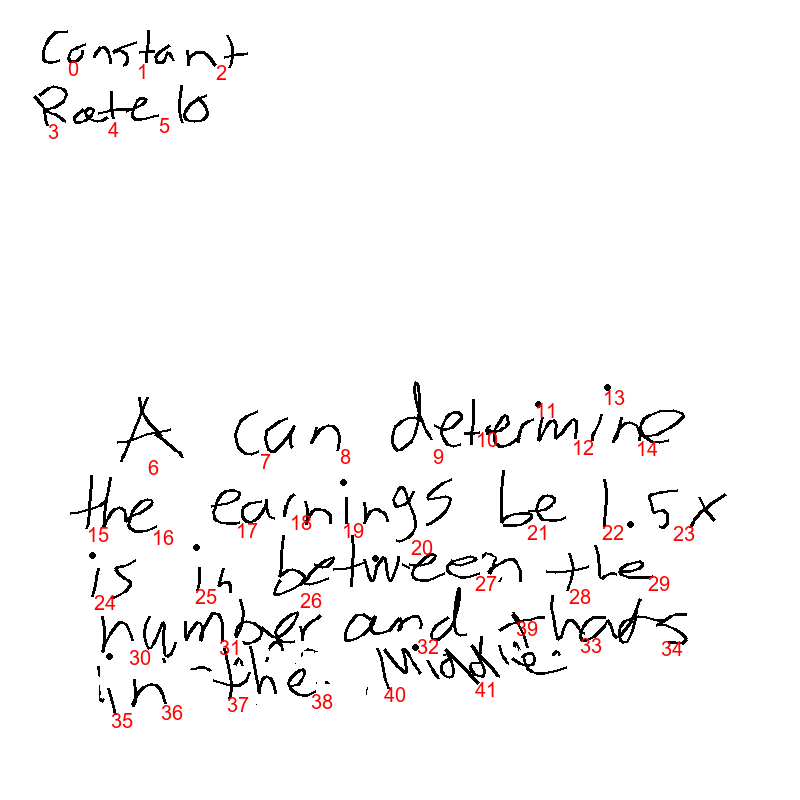 Constant
Rate 10
A can determine
the earnings be 1.5x
is in between the
number and thats
in the Middle